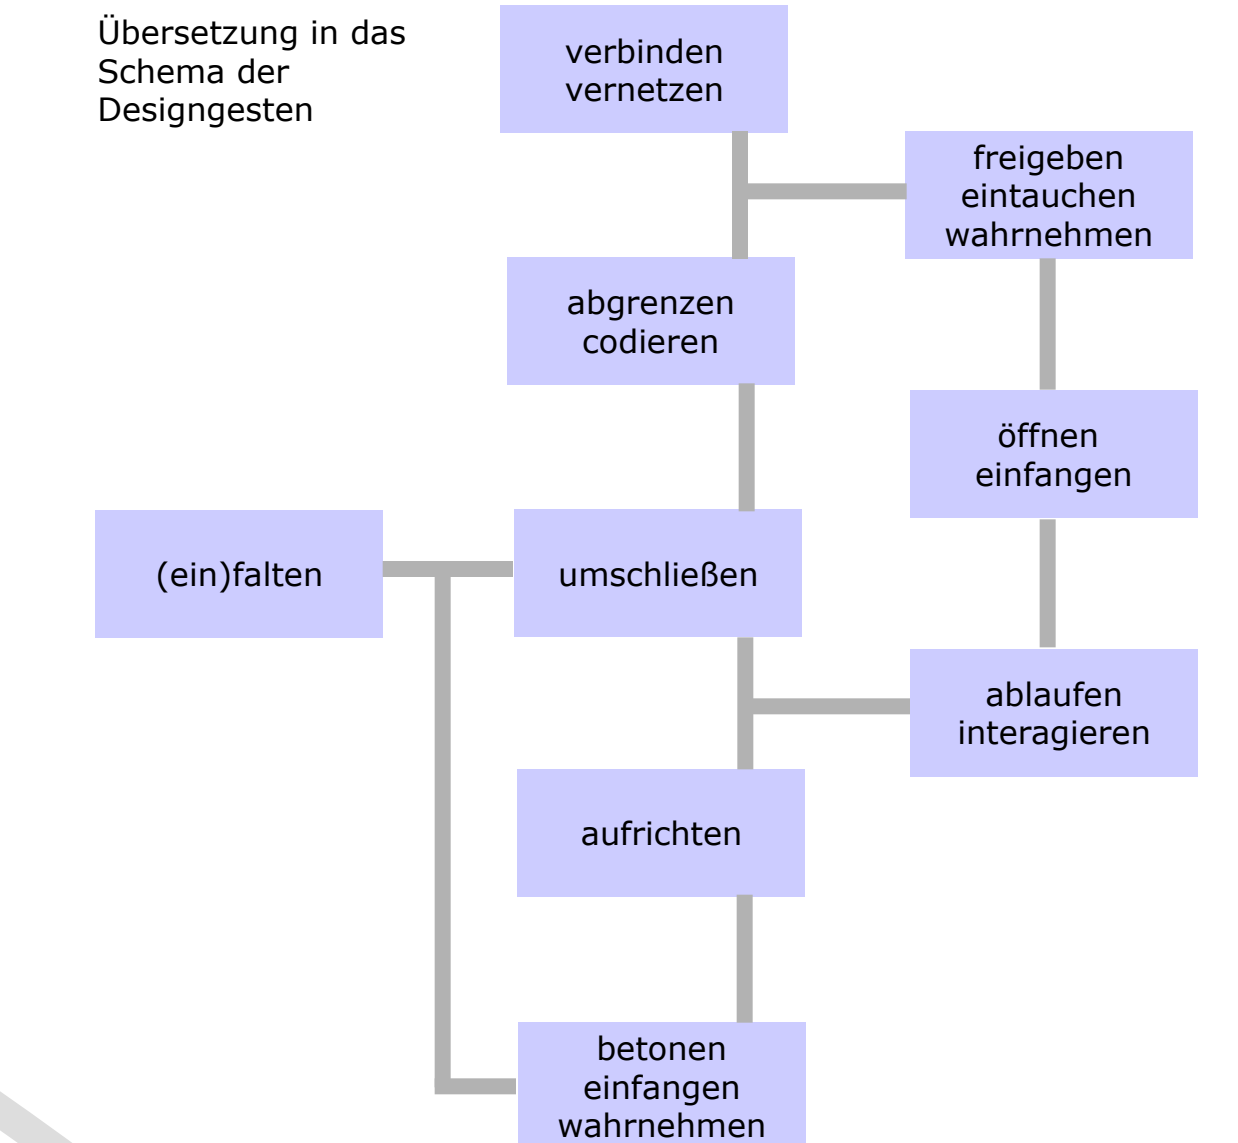 Übersetzung in das
Schema der
Designgesten
verbinden
vernetzen
freigeben
eintauchen
wahrnehmen
abgrenzen
codieren
öffnen
einfangen
(ein)falten
umschließen
ablaufen
interagieren
aufrichten
betonen
einfangen
wahrnehmen